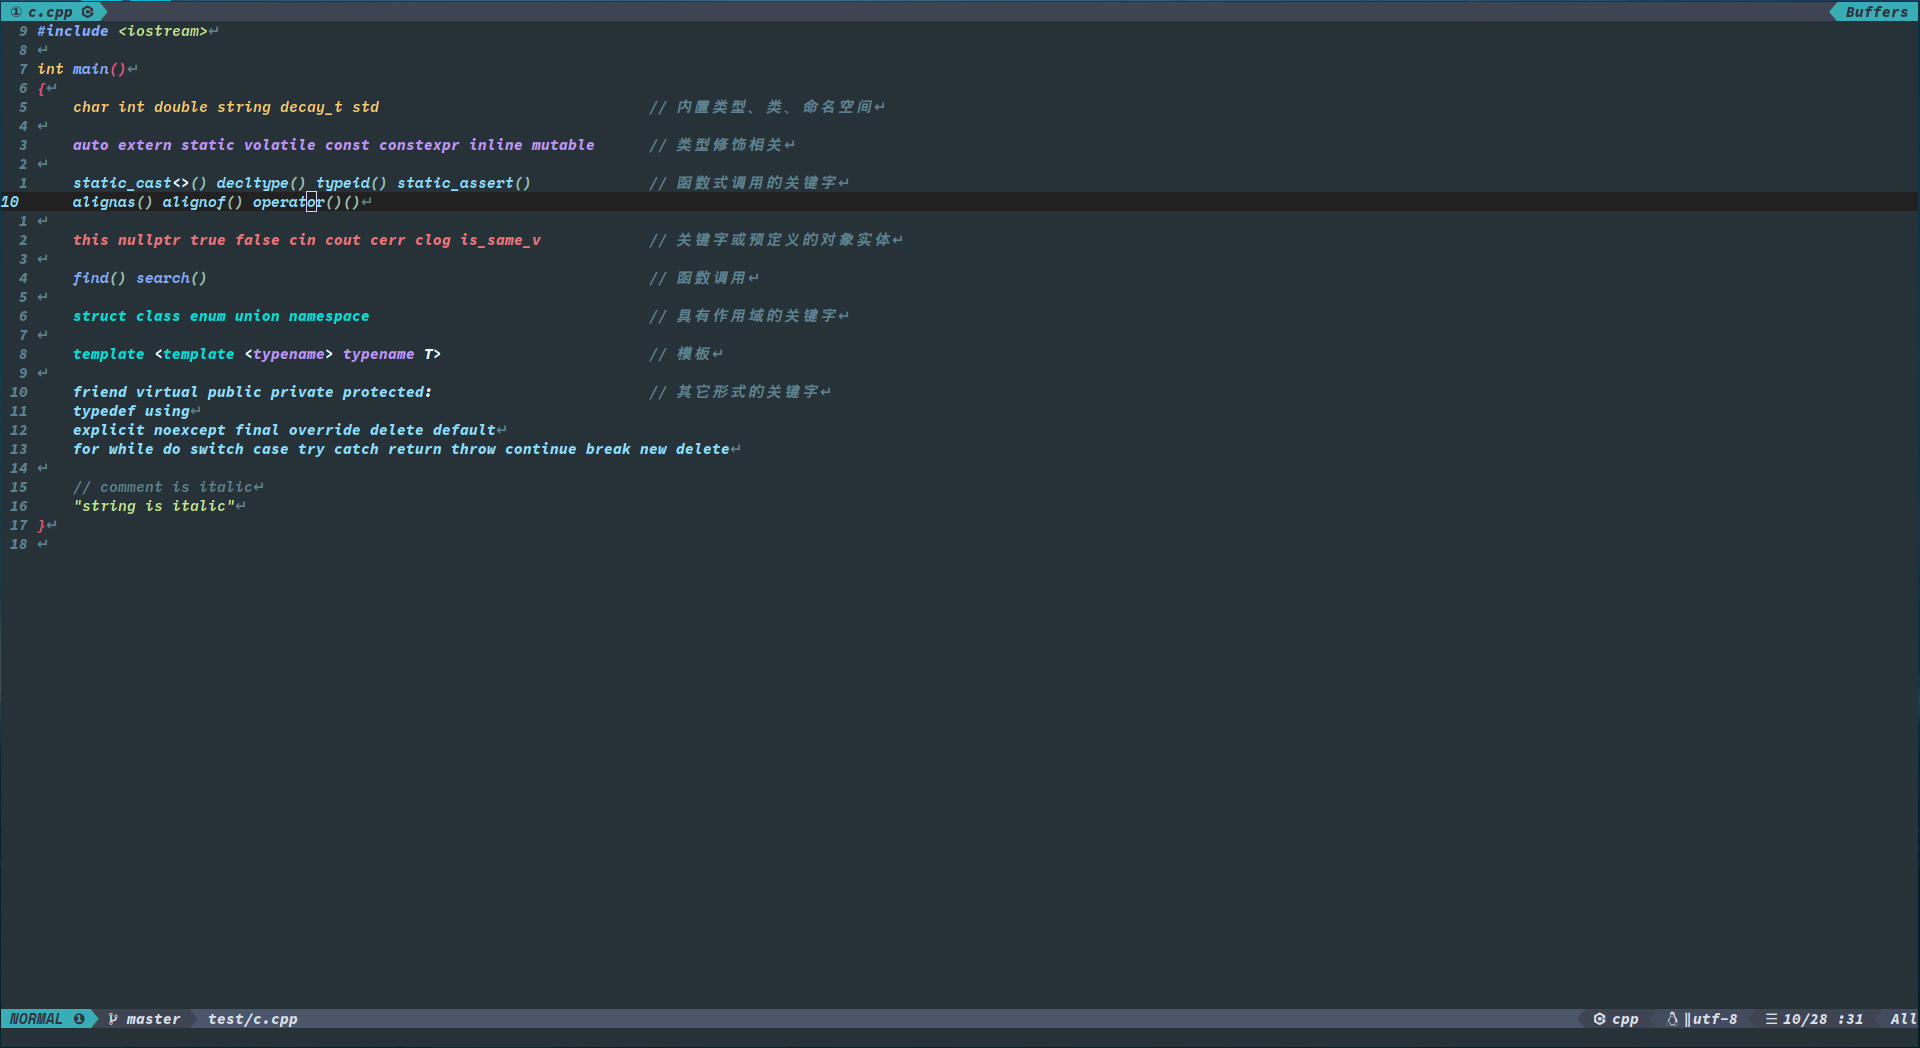 ① c.cpp Buffers
9 #include <iostream>↵
8 ↵
7 int main()↵
6 {↵
5 char int double string decay_t std // 内置类型、类、命名空间↵
4 ↵
3 auto extern static volatile const constexpr inline mutable // 类型修饰相关↵
2 ↵
1 static_cast<>() decltype() typeid() static_assert() // 函数式调用的关键字↵
10 alignas() alignof() operator()()↵
1 ↵
2 this nullptr true false cin cout cerr clog is_same_v // 关键字或预定义的对象实体↵
3 ↵
4 find() search() // 函数调用↵
5 ↵
6 struct class enum union namespace // 具有作用域的关键字↵
7 ↵
8 template <template <typename> typename T> // 模板↵
9 ↵
10 friend virtual public private protected: // 其它形式的关键字↵
11 typedef using↵
12 explicit noexcept final override delete default↵
13 for while do switch case try catch return throw continue break new delete↵
14 ↵
15 // comment is italic↵
16 "string is italic"↵
17 }↵
18 ↵
NORMAL ❶ master test/c.cpp cpp ‖utf-8 ☰ 10/28 :31 All